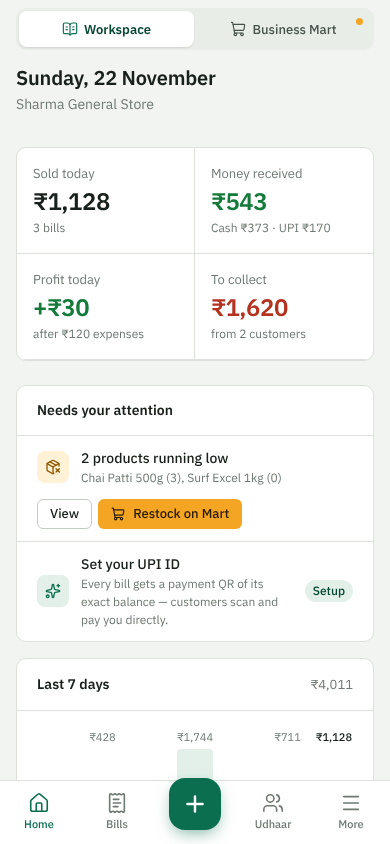 Workspace
Business Mart
Sunday, 22 November
Sharma General Store
Sold today
₹1,128
3 bills
Money received
₹543
Cash ₹373 · UPI ₹170
Profit today
+₹30
after ₹120 expenses
To collect
₹1,620
from 2 customers
Needs your attention
2 products running low
Chai Patti 500g (3), Surf Excel 1kg (0)
View
Restock on Mart
Set your UPI ID
Every bill gets a payment QR of its
exact balance — customers scan and
pay you directly.
Setup
Last 7 days
₹4,011
₹428
₹1,744
₹711
₹1,128
Home
Bills
Udhaar
More